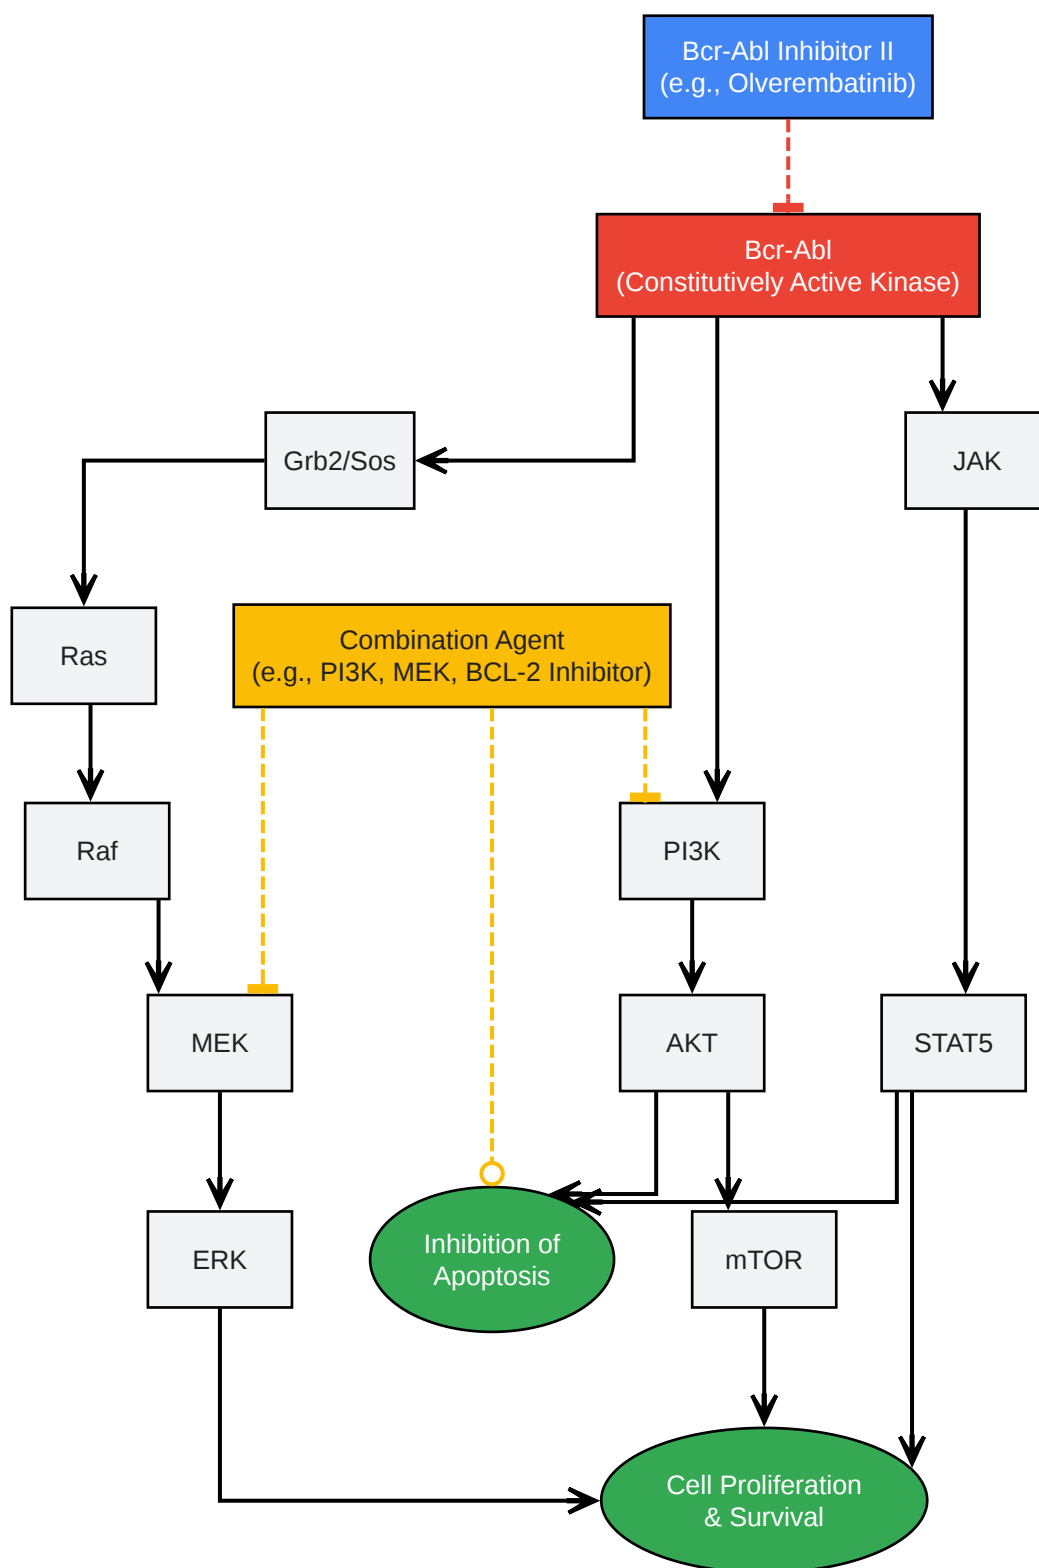 Bcr-Abl Inhibitor II
(e.g., Olverembatinib)
Bcr-Abl
(Constitutively Active Kinase)
Grb2/Sos
JAK
Ras
Combination Agent
(e.g., PI3K, MEK, BCL-2 Inhibitor)
Raf
PI3K
MEK
AKT
STAT5
ERK
Inhibition of
Apoptosis
mTOR
Cell Proliferation
& Survival